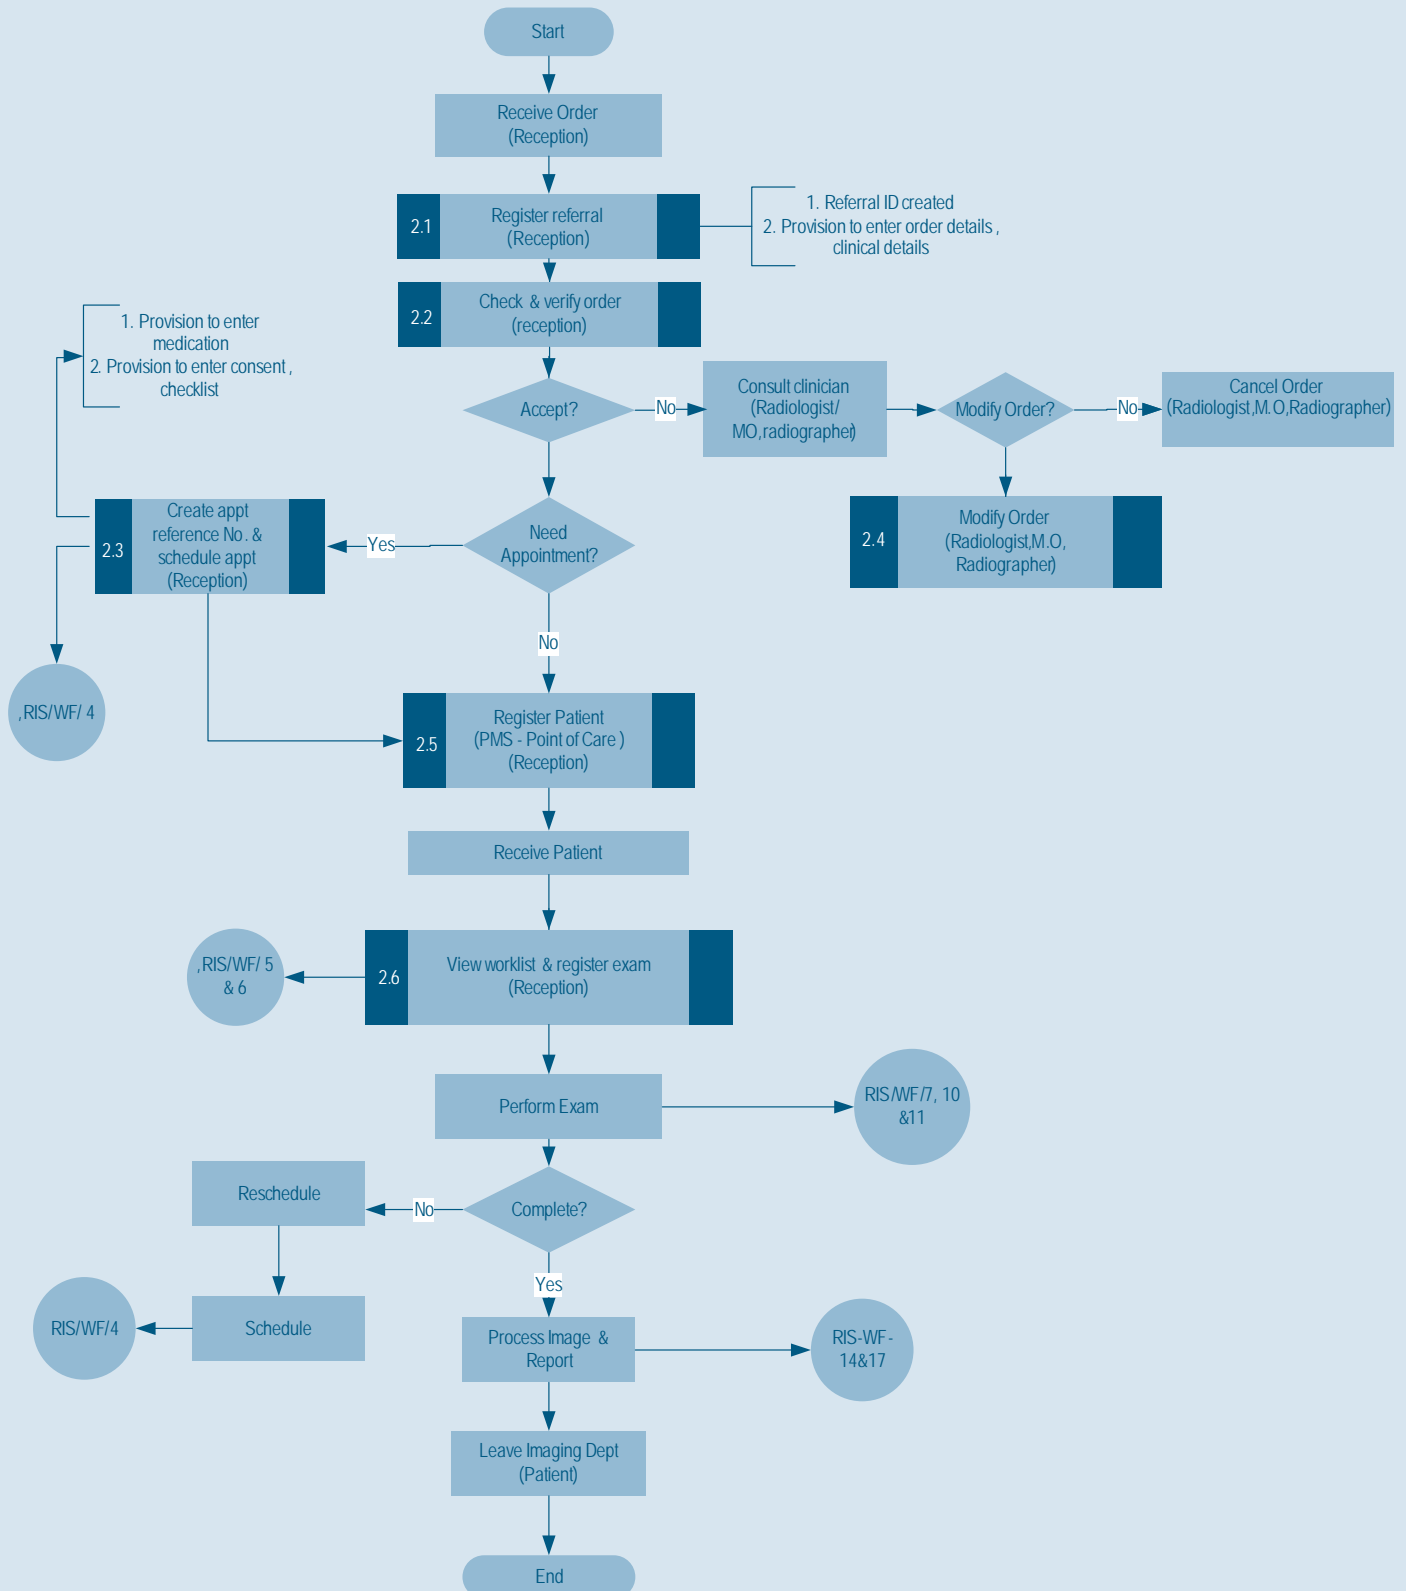 Start
Receive Order
(Reception)
2.1
Register referral
(Reception)
1. Referral ID created
2. Provision to enter order details ,
clinical details
2.2
Check & verify order
(reception)
1. Provision to enter
medication
2. Provision to enter consent ,
checklist
Accept?
No
Consult clinician
(Radiologist/
MO,radiographer)
Modify Order?
No
Cancel Order
(Radiologist,M.O,Radiographer)
2.3
Create appt
reference No. &
schedule appt
(Reception)
Yes
Need
Appointment?
2.4
Modify Order
(Radiologist,M.O,
Radiographer)
No
,RIS/WF/ 4
2.5
Register Patient
(PMS - Point of Care )
(Reception)
Receive Patient
,RIS/WF/ 5
& 6
2.6
View worklist & register exam
(Reception)
Perform Exam
RIS/WF/7, 10
&11
Reschedule
No
Complete?
Yes
RIS/WF/4
Schedule
Process Image &
Report
RIS-WF-
14&17
Leave Imaging Dept
(Patient)
End